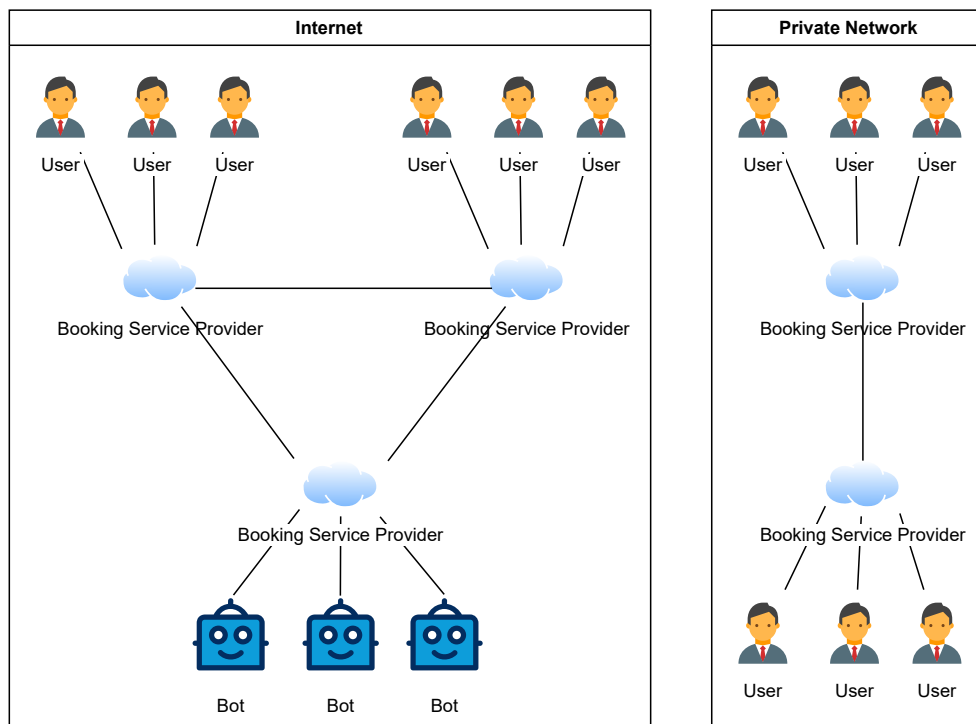 Internet
Private Network
User
User
User
User
User
User
User
User
User
Booking Service Provider
Booking Service Provider
Booking Service Provider
Booking Service Provider
Booking Service Provider
User
User
User
Bot
Bot
Bot